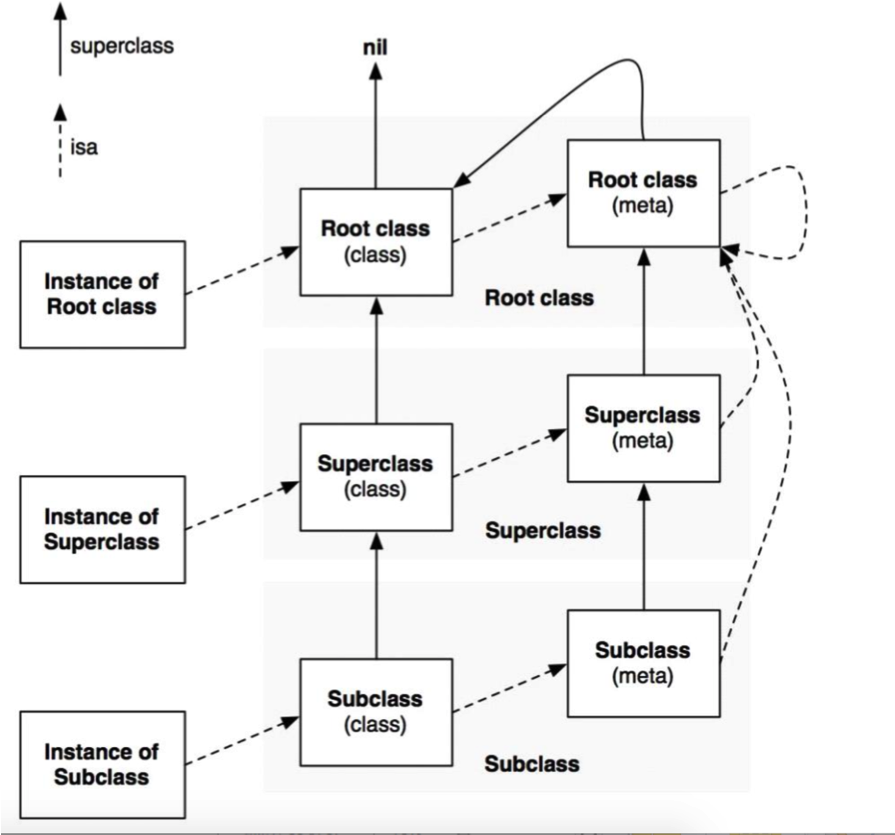 superclass
nil
isa
Root class
(meta)
Root class
(class)
Instance of
Root class
Root class
Superclass
(meta)
Superclass
(class)
Instance of
Superclass
Superclass
Subclass
(meta)
Subclass
(class)
Instance of
Subclass
Subclass